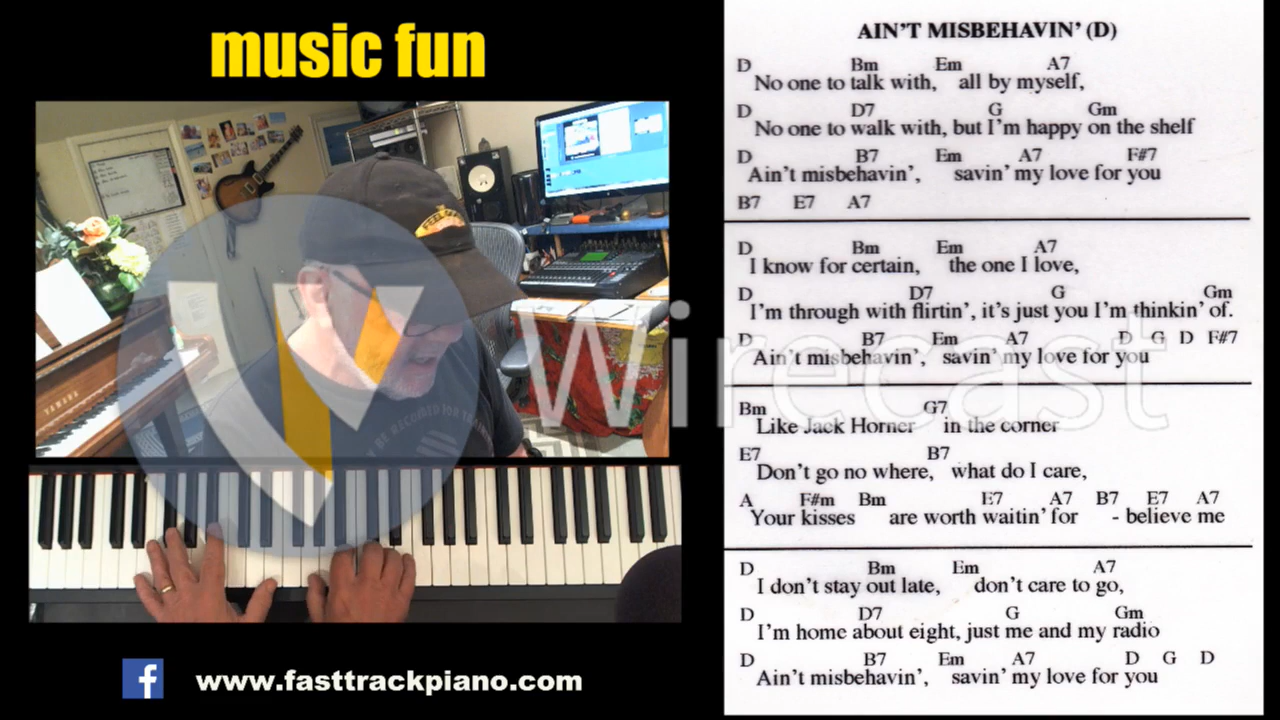 music fun
YAMAHA
www.fasttrackpiano.com
Wirecast
AIN'T MISBEHAVIN' (D)
D Bm Em A7
No one to talk with, all by myself,
D D7 G Gm
No one to walk with, but I'm happy on the shelf
D B7 Em A7 F#7
Ain't misbehavin', savin' my love for you
B7 E7 A7
D Bm Em A7
I know for certain, the one I love,
D D7 G Gm
I'm through with flirtin', it's just you I'm thinkin' of.
D B7 Em A7 D G D F#7
Ain't misbehavin', savin' my love for you
Bm G7
Like Jack Horner in the corner
E7 B7
Don't go no where, what do I care,
A F#m Bm E7 A7 B7 E7 A7
Your kisses are worth waitin' for - believe me
D Bm Em A7
I don't stay out late, don't care to go,
D D7 G Gm
I'm home about eight, just me and my radio
D B7 Em A7 D G D
Ain't misbehavin', savin' my love for you